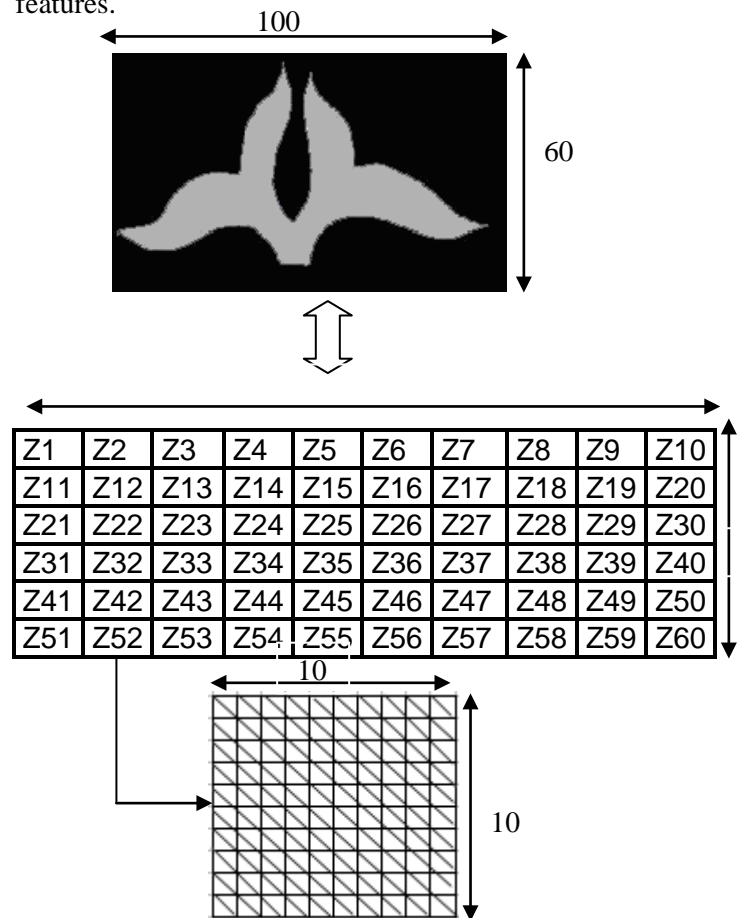 features.
100
60
Z1 Z2 Z3 Z4 Z5 Z6 Z7 Z8 Z9 Z10
Z11 Z12 Z13 Z14 Z15 Z16 Z17 Z18 Z19 Z20
Z21 Z22 Z23 Z24 Z25 Z26 Z27 Z28 Z29 Z30
Z31 Z32 Z33 Z34 Z35 Z36 Z37 Z38 Z39 Z40
Z41 Z42 Z43 Z44 Z45 Z46 Z47 Z48 Z49 Z50
Z51 Z52 Z53 Z54 Z55 Z56 Z57 Z58 Z59 Z60
10
10